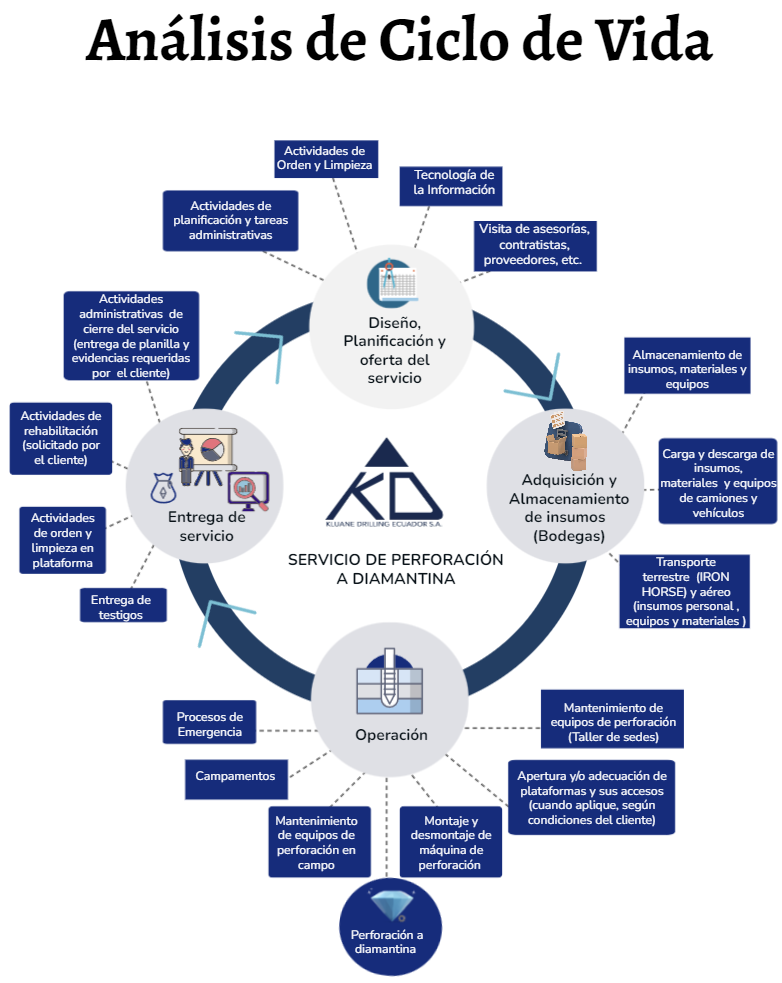 Análisis de Ciclo de Vida
Actividades de
Orden y Limpieza
Tecnología de
la Información
Actividades de
planificación y tareas
administrativas
Visita de asesorías,
contratistas,
proveedores, etc.
Diseño,
Planificación y
oferta del
servicio
Actividades
administrativas de
cierre del servicio
(entrega de planilla y
evidencias requeridas
por el cliente)
Almacenamiento de
insumos, materiales y
equipos
Actividades de
rehabilitación
(solicitado por
el cliente)
Carga y descarga de
insumos,
materiales y equipos
de camiones y
vehículos
Entrega de
servicio
Adquisición y
Almacenamiento
de insumos
(Bodegas)
KD
KLUANE DRILLING ECUADOR S.A.
SERVICIO DE PERFORACIÓN
A DIAMANTINA
Actividades
de orden y
limpieza en
plataforma
Transporte
terrestre (IRON
HORSE) y aéreo
(insumos personal ,
equipos y materiales )
Entrega de
testigos
Operación
Procesos de
Emergencia
Mantenimiento de
equipos de perforación
(Taller de sedes)
Campamentos
Apertura y/o adecuación de
plataformas y sus accesos
(cuando aplique, según
condiciones del cliente)
Mantenimiento
de equipos de
perforación en
campo
Montaje y
desmontaje de
máquina de
perforación
Perforación a
diamantina